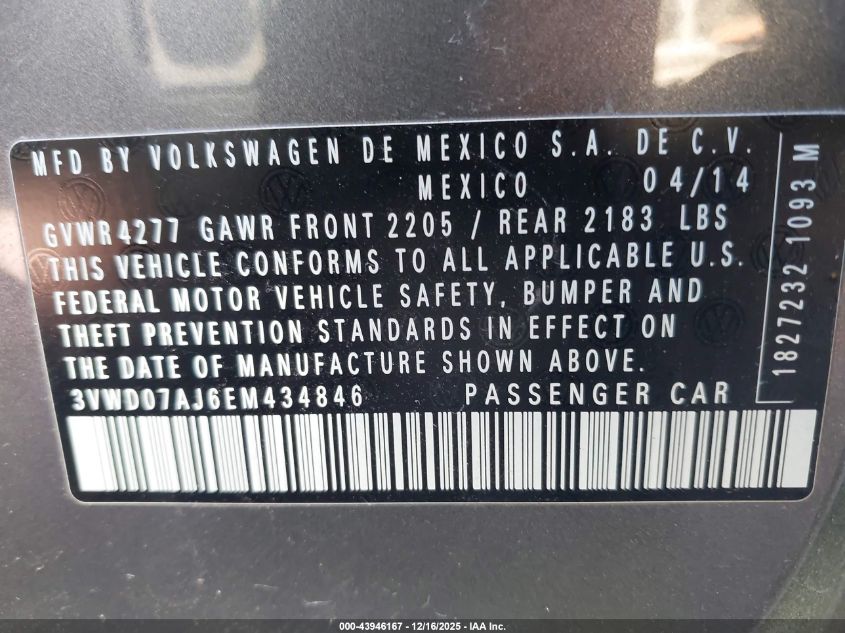 MFD BY VOLKSWAGEN DE MEXICO S.A. DE C.V.
MEXICO 04/14
GVWR 4277 GAWR FRONT 2205 / REAR 2183 LBS
THIS VEHICLE CONFORMS TO ALL APPLICABLE U.S.
FEDERAL MOTOR VEHICLE SAFETY, BUMPER AND
THEFT PREVENTION STANDARDS IN EFFECT ON
THE DATE OF MANUFACTURE SHOWN ABOVE.
3VWD07AJ6EM434846 PASSENGER CAR
1827232 1093 M
000-43946167 - 12/16/2025 - IAA Inc.